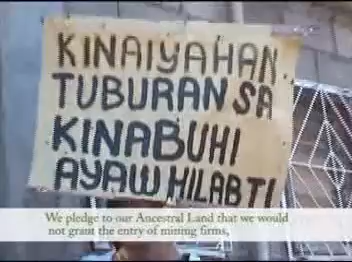 KINAIYAHAN
TUBURAN SA
KINABUHI
AYAW HILABTI
We pledge to our Ancestral Land that we would
not grant the entry of mining firms,